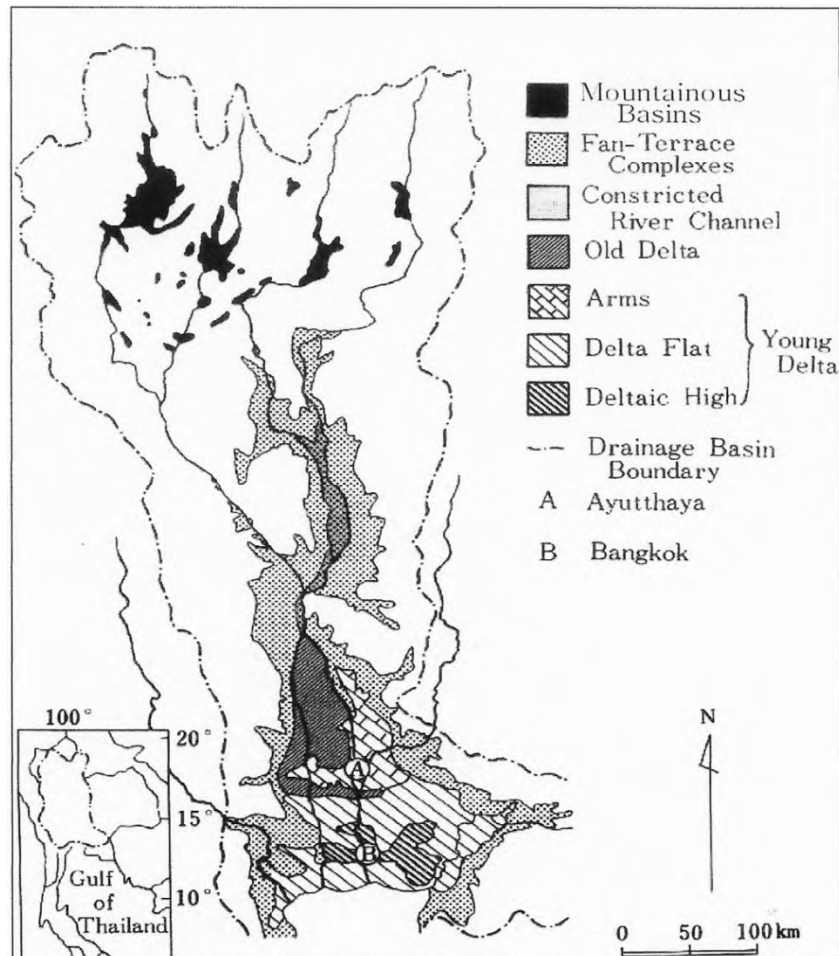 Mountainous
Basins
Fan-Terrace
Complexes
Constricted
River Channel
Old Delta
Arms
Delta Flat
Deltaic High
Young
Delta
Drainage Basin
Boundary
A Ayutthaya
B Bangkok
A
B
N
100°
20°
15°
10°
Gulf
of
Thailand
0 50 100km